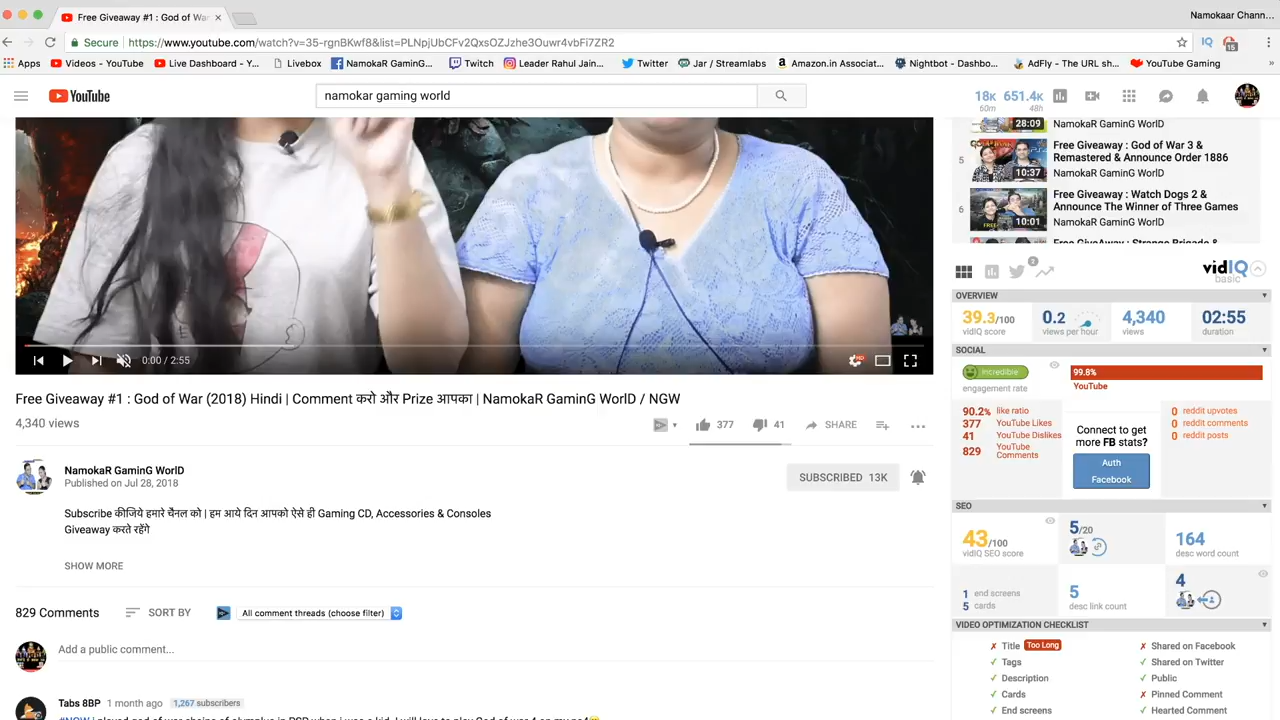 Free Giveaway #1 : God of War
Namokaar Chann...
Secure https://www.youtube.com/watch?v=35-rgnBKwf8&list=PLNpjUbCFv2QxsOZJzhe3Ouwr4vbFi7ZR2
15
Apps Videos - YouTube Live Dashboard - Y... Livebox NamokaR GaminG... Twitch Leader Rahul Jain... Twitter Jar / Streamlabs Amazon.in Associat... Nightbot - Dashbo... AdFly - The URL sh... YouTube Gaming »
YouTube
namokar gaming world
18K 651.4K
60m 48h
28:09 NamokaR GaminG WorlD
5 10:37 Free Giveaway : God of War 3 &
Remastered & Announce Order 1886
NamokaR GaminG WorlD
6 10:01 Free Giveaway : Watch Dogs 2 &
Announce The Winner of Three Games
NamokaR GaminG WorlD
Free GiveAway : Strange Brigade &
0:00 / 2:55
HD
Free Giveaway #1 : God of War (2018) Hindi | Comment करो और Prize आपका | NamokaR GaminG WorlD / NGW
4,340 views
377 41 SHARE
NamokaR GaminG WorlD
Published on Jul 28, 2018
SUBSCRIBED 13K
Subscribe कीजिये हमारे चैनल को | हम आये दिन आपको ऐसे ही Gaming CD, Accessories & Consoles
Giveaway करते रहेंगे
SHOW MORE
829 Comments SORT BY All comment threads (choose filter)
Add a public comment...
Tabs 8BP 1 month ago 1,267 subscribers
2
vidIQ
basic
OVERVIEW
39.3/100 0.2 4,340 02:55
vidIQ score views per hour views duration
SOCIAL
Incredible
engagement rate
99.8%
YouTube
90.2% like ratio
377 YouTube Likes
41 YouTube Dislikes
829 YouTube
Comments
Connect to get
more FB stats?
Auth
Facebook
0 reddit upvotes
0 reddit comments
0 reddit posts
SEO
43/100 5/20 164
vidIQ SEO score desc word count
1 end screens
5 cards
5
desc link count
4
VIDEO OPTIMIZATION CHECKLIST
✗ Title Too Long
✓ Tags
✓ Description
✓ Cards
✓ End screens
✗ Shared on Facebook
✓ Shared on Twitter
✓ Public
✗ Pinned Comment
✓ Hearted Comment